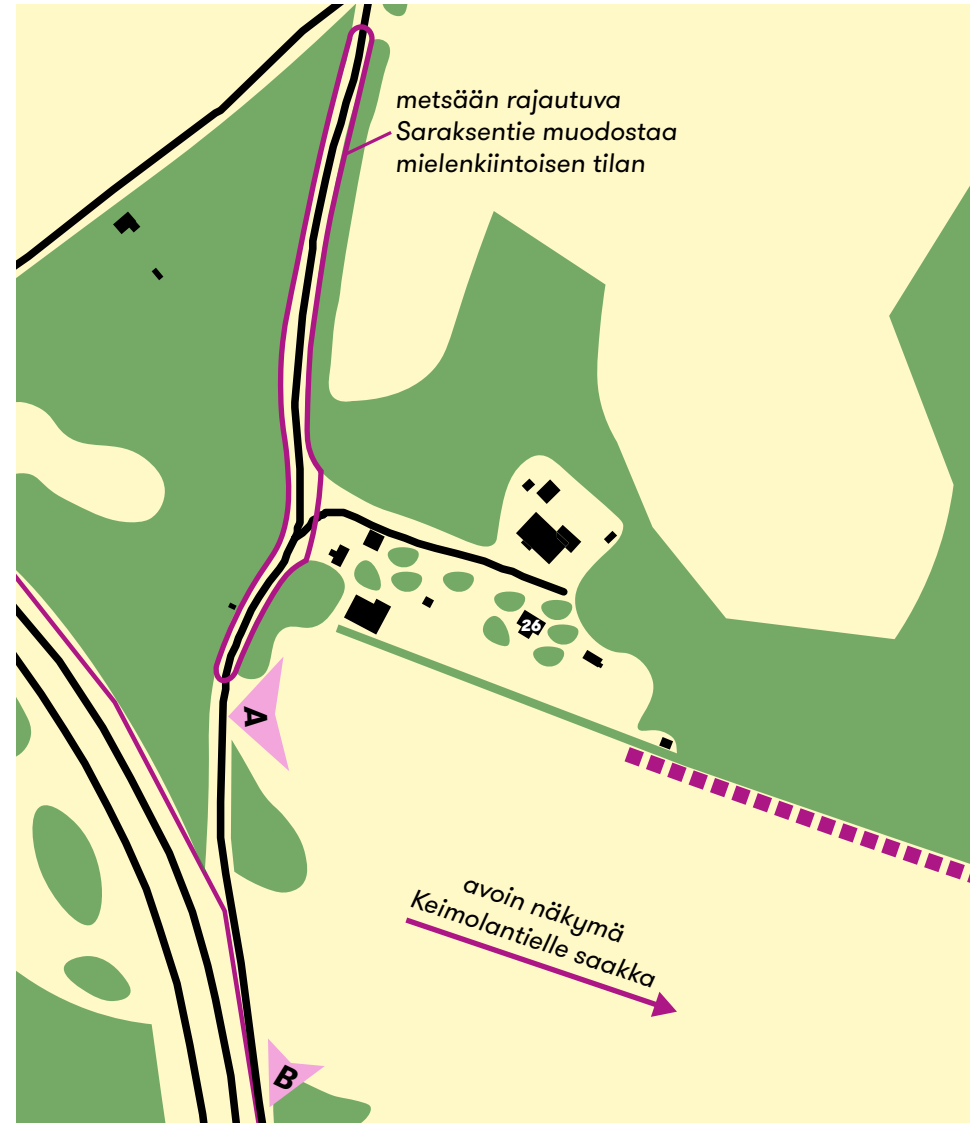 metsään rajautuva
Saraksentie muodostaa
mielenkiintoisen tilan
26
A
avoin näkymä
Keimolantielle saakka
B